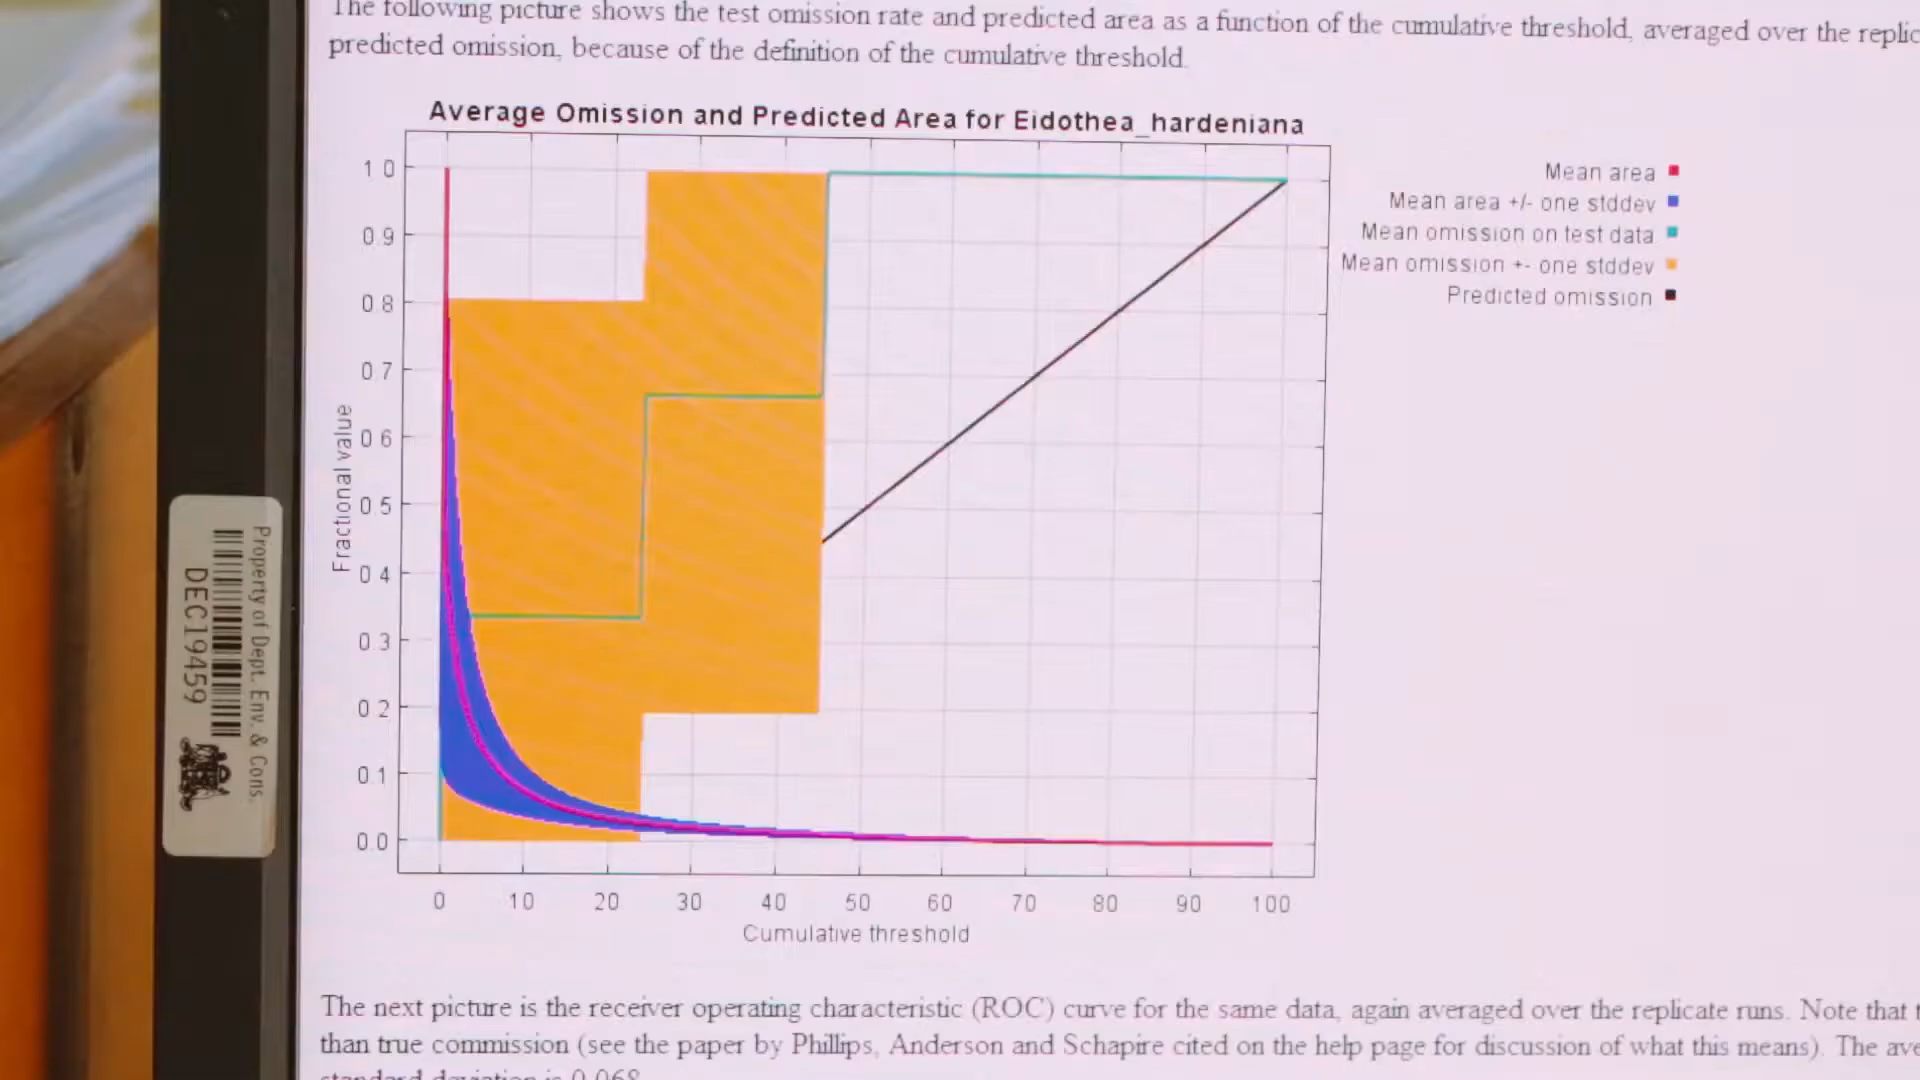 The following picture shows the test omission rate and predicted area as a function of the cumulative threshold, averaged over the
predicted omission, because of the definition of the cumulative threshold.
Average Omission and Predicted Area for Eidothea_hardeniana
Mean area
Mean area +/- one stddev
Mean omission on test data
Mean omission +- one stddev
Predicted omission
Fractional value
1 0
0.9
0 8
0 7
0 6
0 5
0 4
0 3
0 2
0 1
0.0
0 10 20 30 40 50 60 70 80 90 100
Cumulative threshold
Property of Dept. Env. & Cons.
DEC19459
The next picture is the receiver operating characteristic (ROC) curve for the same data, again averaged over the replicate runs. Note that
than true commission (see the paper by Phillips, Anderson and Schapire cited on the help page for discussion of what this means). The
standard deviation is 0.068